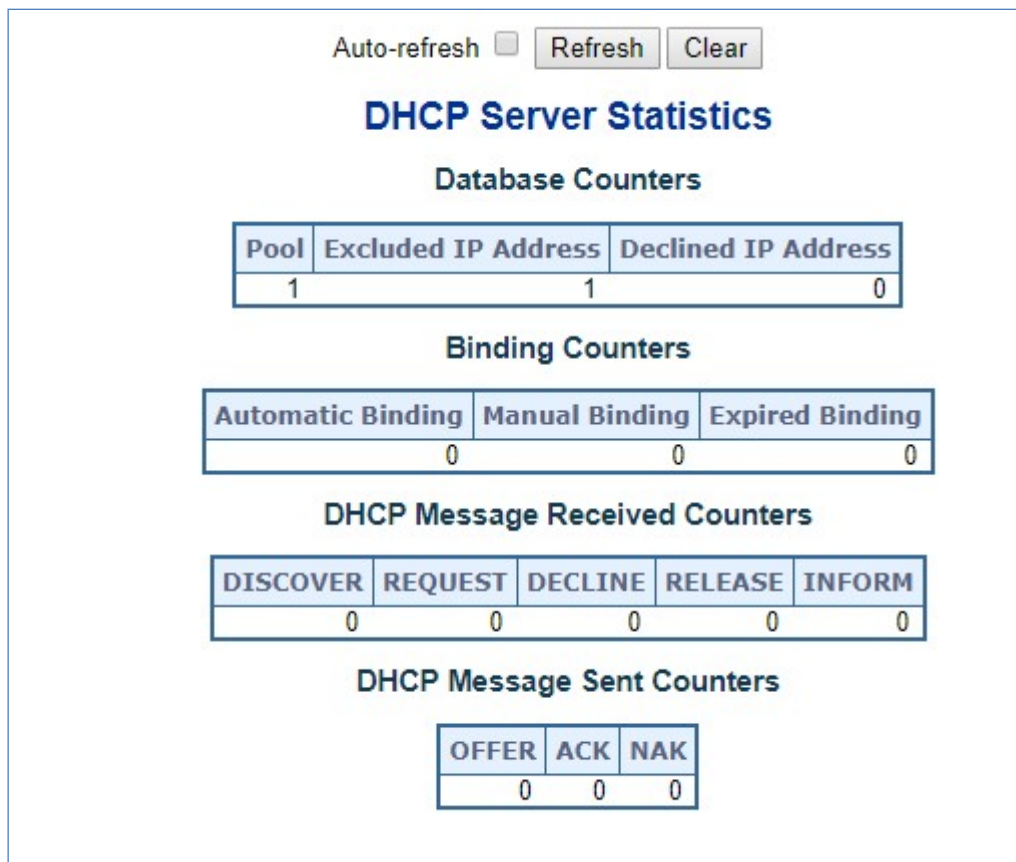 Auto-refresh Refresh Clear
DHCP Server Statistics
Database Counters
Pool Excluded IP Address Declined IP Address
1 1 0
Binding Counters
Automatic Binding Manual Binding Expired Binding
0 0 0
DHCP Message Received Counters
DISCOVER REQUEST DECLINE RELEASE INFORM
0 0 0 0 0
DHCP Message Sent Counters
OFFER ACK NAK
0 0 0